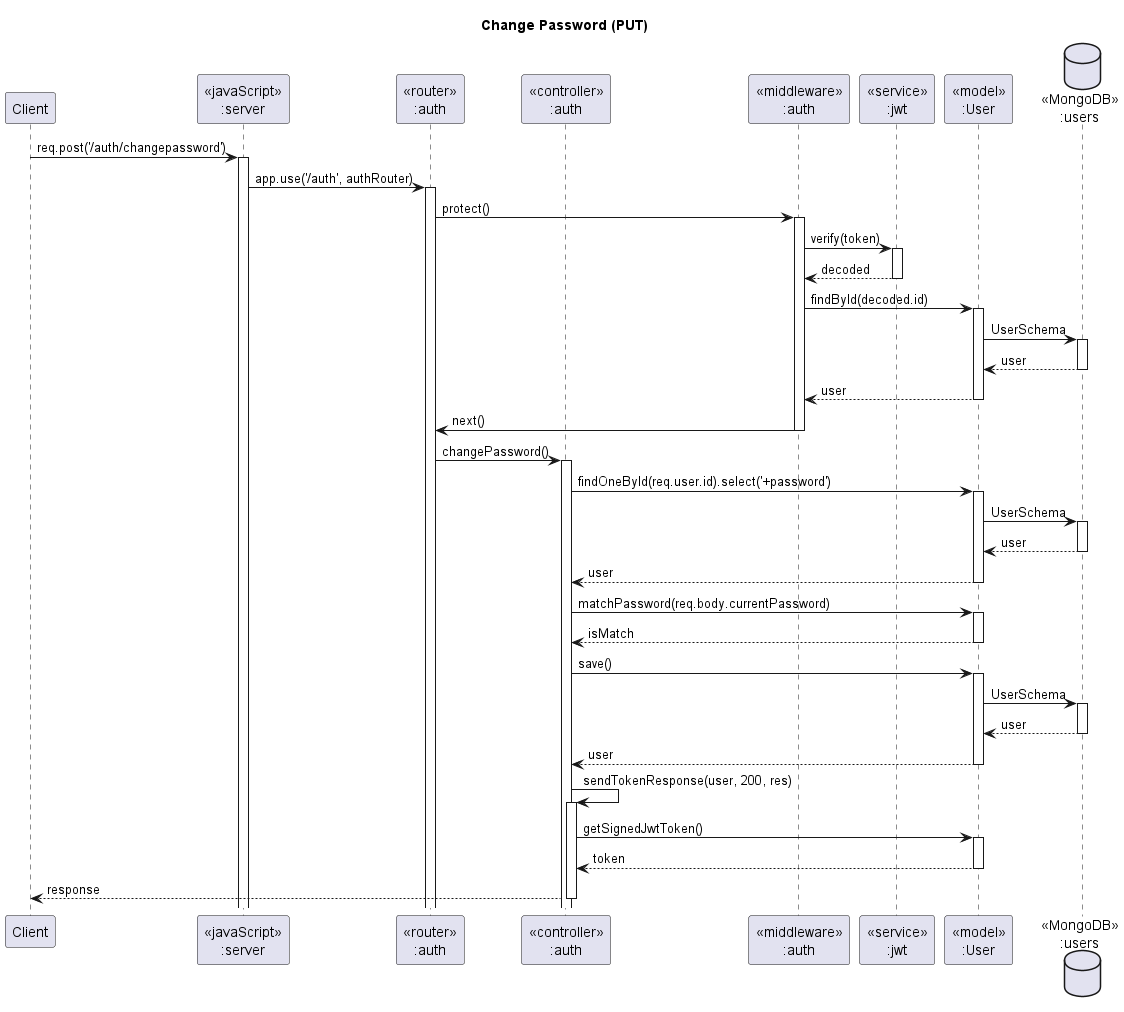 Change Password (PUT)
Client
«javaScript»
:server
«router»
:auth
«controller»
:auth
«middleware»
:auth
«service»
:jwt
«model»
:User
«MongoDB»
:users
req.post('/auth/changepassword')
app.use('/auth', authRouter)
protect()
verify(token)
decoded
findById(decoded.id)
UserSchema
user
user
next()
changePassword()
findOneById(req.user.id).select('+password')
UserSchema
user
user
matchPassword(req.body.currentPassword)
isMatch
save()
UserSchema
user
user
sendTokenResponse(user, 200, res)
getSignedJwtToken()
token
response
Client
«javaScript»
:server
«router»
:auth
«controller»
:auth
«middleware»
:auth
«service»
:jwt
«model»
:User
«MongoDB»
:users